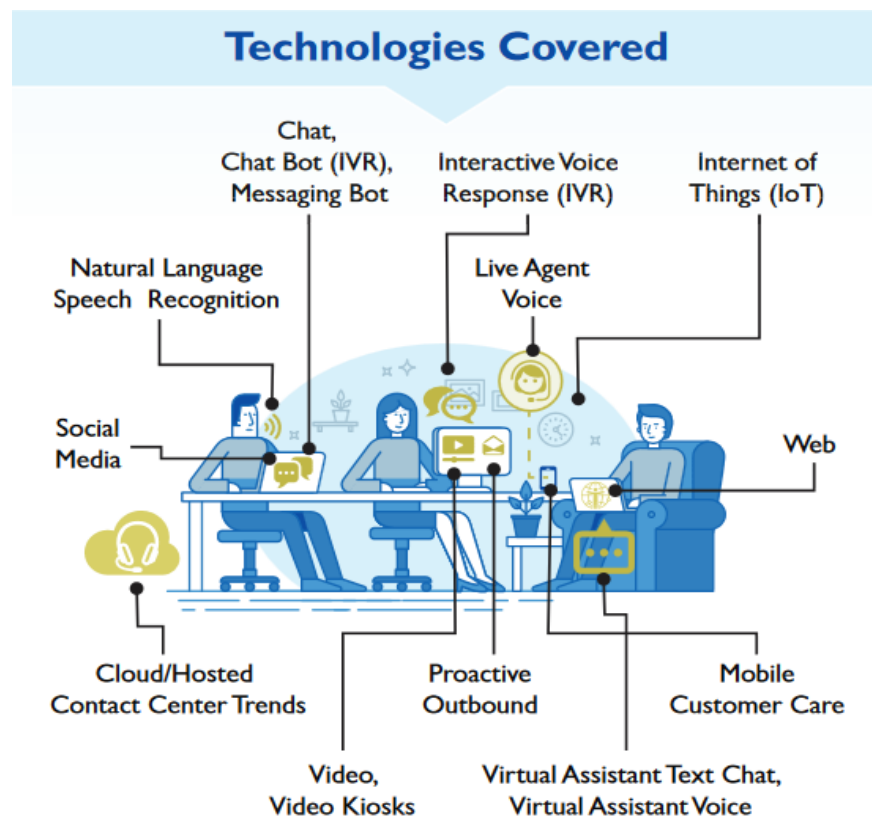 Technologies Covered
Chat,
Chat Bot (IVR),
Messaging Bot
Interactive Voice
Response (IVR)
Internet of
Things (IoT)
Natural Language
Speech Recognition
Live Agent
Voice
Social
Media
Web
Cloud/Hosted
Contact Center Trends
Proactive
Outbound
Mobile
Customer Care
Video,
Video Kiosks
Virtual Assistant Text Chat,
Virtual Assistant Voice